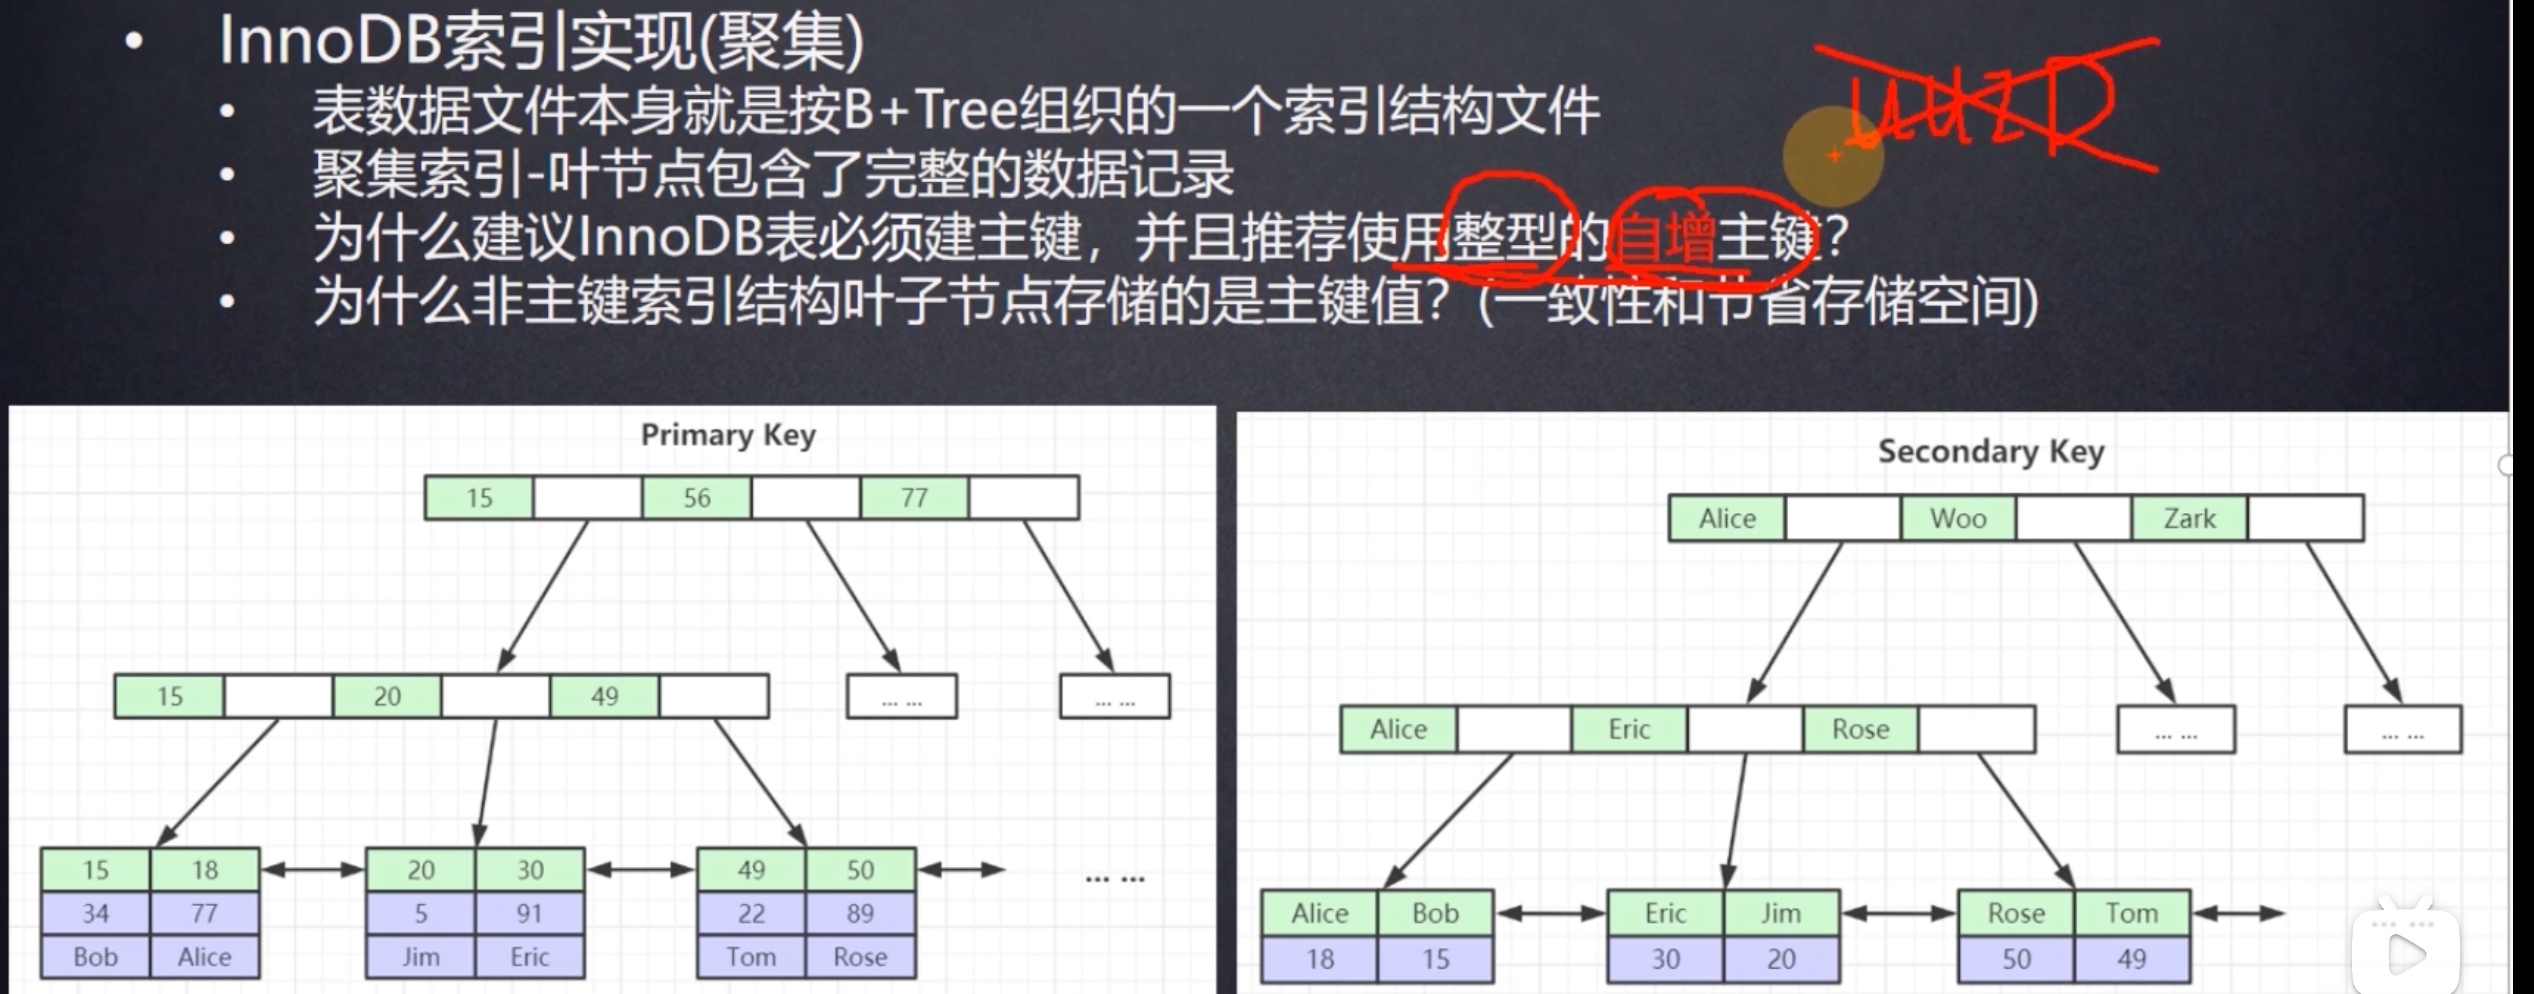 InnoDB索引实现(聚集)
表数据文件本身就是按B+Tree组织的一个索引结构文件
聚集索引-叶节点包含了完整的数据记录
UUID
为什么建议InnoDB表必须建主键，并且推荐使用整型的自增主键？
为什么非主键索引结构叶子节点存储的是主键值？(一致性和节省存储空间)
Primary Key
15 56 77
15 20 49 ... ... ... ...
15 18 20 30 49 50 ... ...
34 77 5 91 22 89
Bob Alice Jim Eric Tom Rose
Secondary Key
Alice Woo Zark
Alice Eric Rose ... ... ... ...
Alice Bob Eric Jim Rose Tom
18 15 30 20 50 49